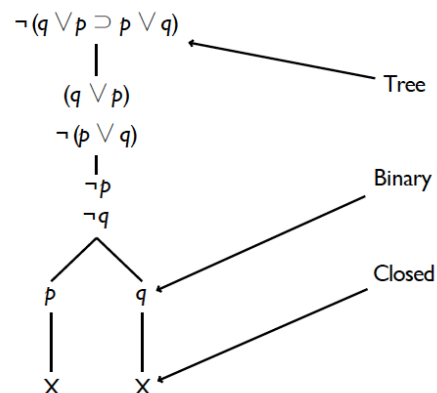 ¬(q ∨ p ⊃ p ∨ q)
Tree
(q ∨ p)
¬(p ∨ q)
¬p
Binary
¬q
Closed
p q
X X